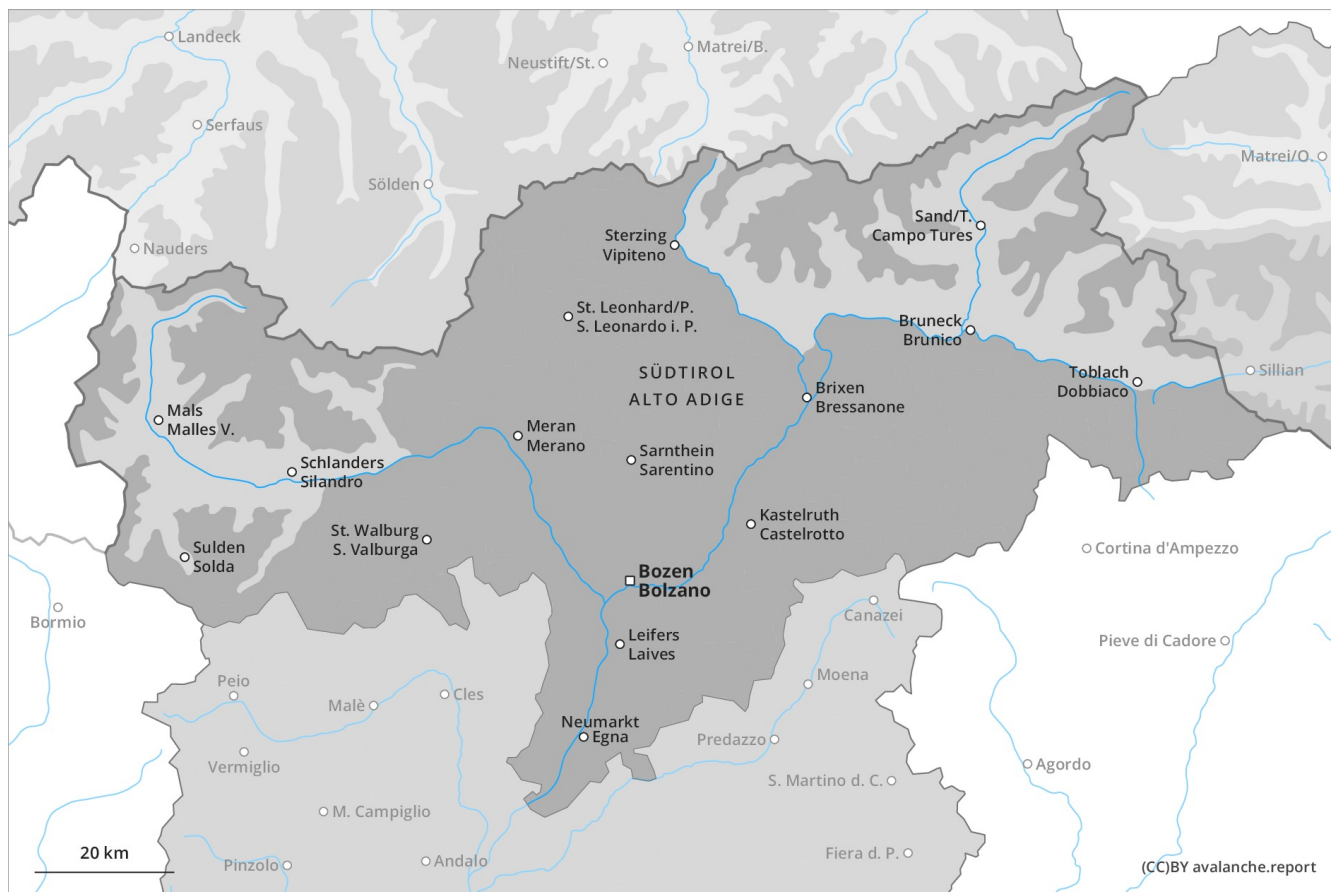 Landeck
Matrei/B.
Neustift/St.
Serfaus
Matrei/O.
Sölden
Sand/T.
Campo Tures
Sterzing
Vipiteno
Nauders
St. Leonhard/P.
S. Leonardo i. P.
Bruneck
Brunico
SÜDTIROL
ALTO ADIGE
Toblach
Dobbiaco
Sillian
Brixen
Bressanone
Mals
Malles V.
Meran
Merano
Sarnthein
Sarentino
Schlanders
Silandro
Kastelruth
Castelrotto
St. Walburg
S. Valburga
Sulden
Solda
Cortina d'Ampezzo
Bozen
Bolzano
Bormio
Canazei
Leifers
Laives
Pieve di Cadore
Peio
Moena
Cles
Malè
Neumarkt
Egna
Predazzo
Vermiglio
Agordo
S. Martino d. C.
M. Campiglio
20 km
Pinzolo
Andalo
Fiera d. P.
(CC)BY avalanche.report